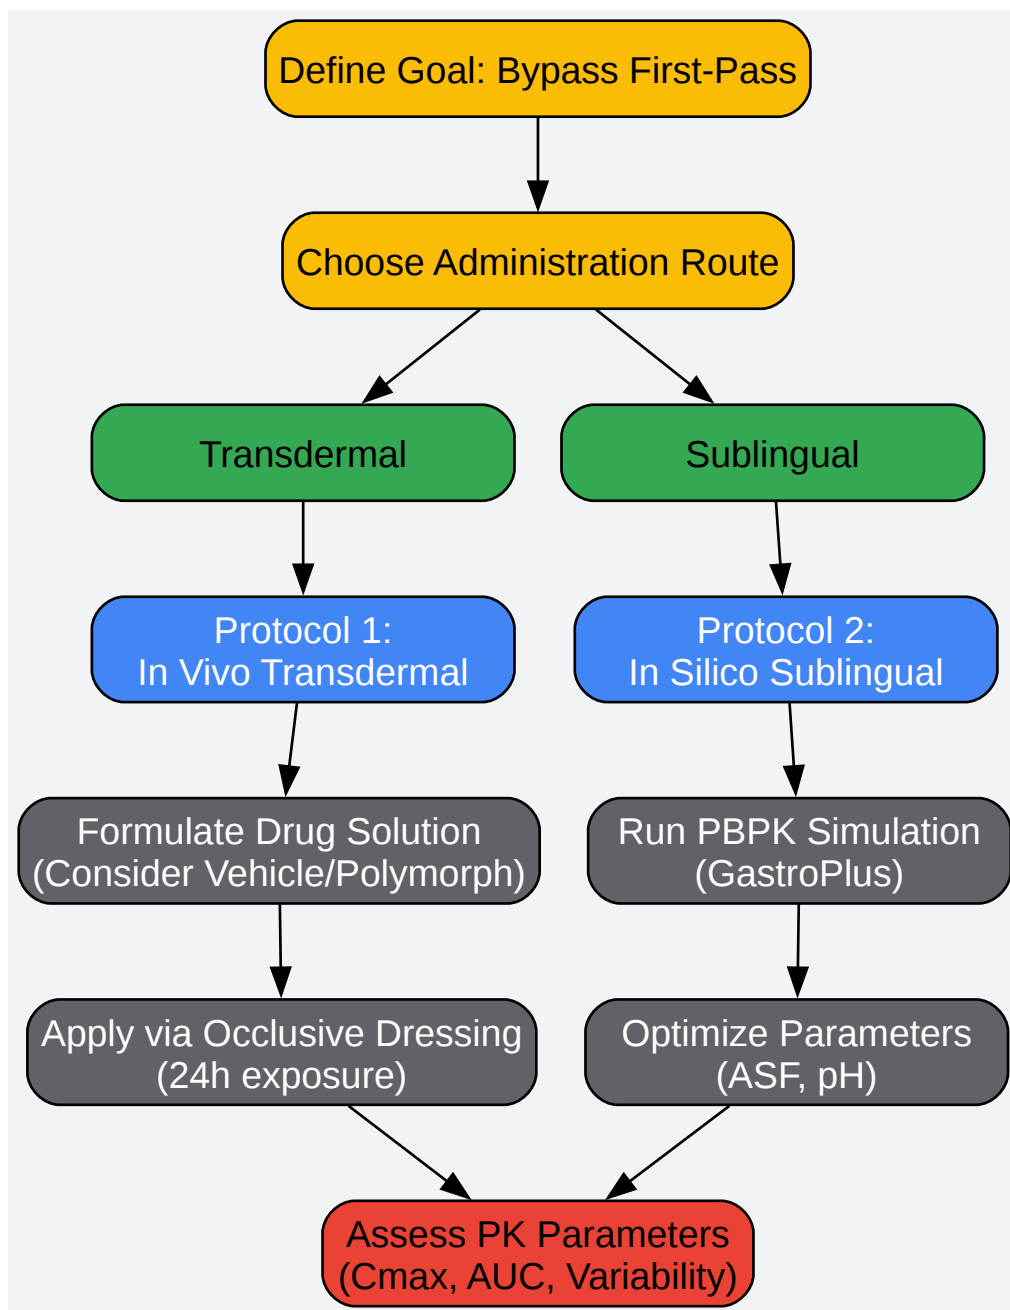 Define Goal: Bypass First-Pass
Choose Administration Route
Transdermal
Sublingual
Protocol 1:
In Vivo Transdermal
Protocol 2:
In Silico Sublingual
Formulate Drug Solution
(Consider Vehicle/Polymorph)
Run PBPK Simulation
(GastroPlus)
Apply via Occlusive Dressing
(24h exposure)
Optimize Parameters
(ASF, pH)
Assess PK Parameters
(Cmax, AUC, Variability)